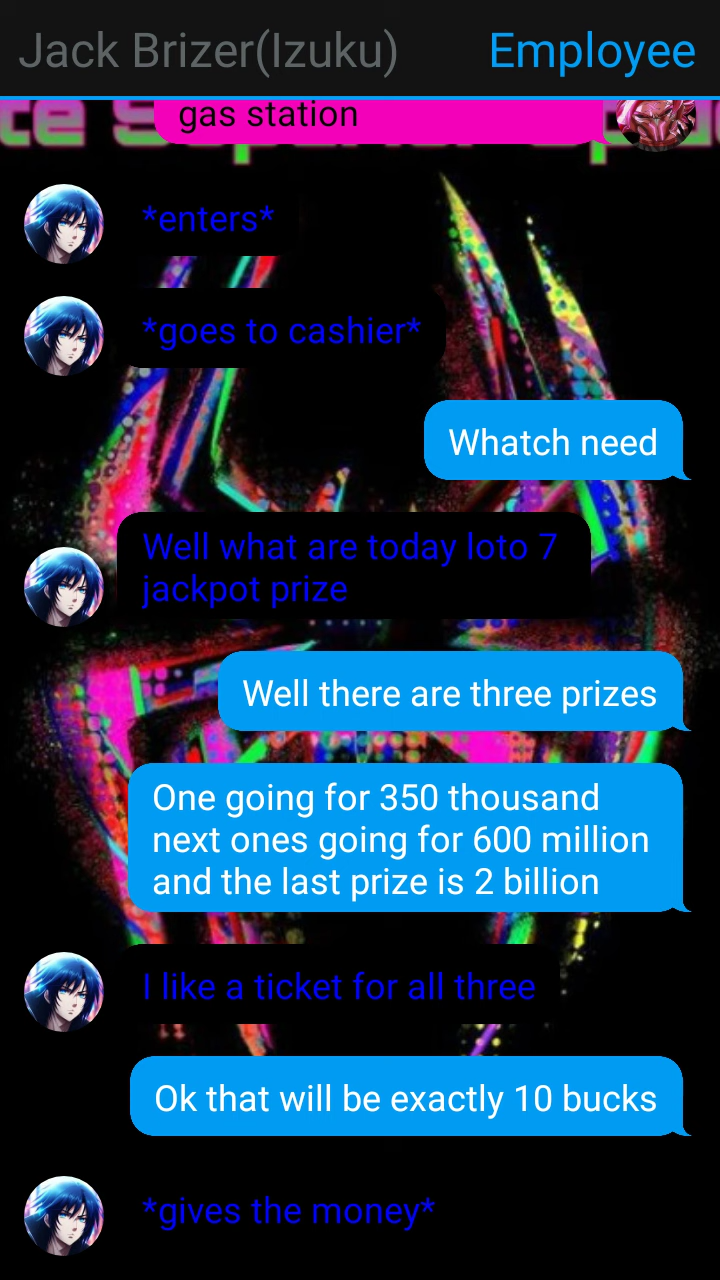 Jack Brizer(Izuku) Employee
gas station
*enters*
*goes to cashier*
Whatch need
Well what are today loto 7
jackpot prize
Well there are three prizes
One going for 350 thousand
next ones going for 600 million
and the last prize is 2 billion
I like a ticket for all three
Ok that will be exactly 10 bucks
*gives the money*